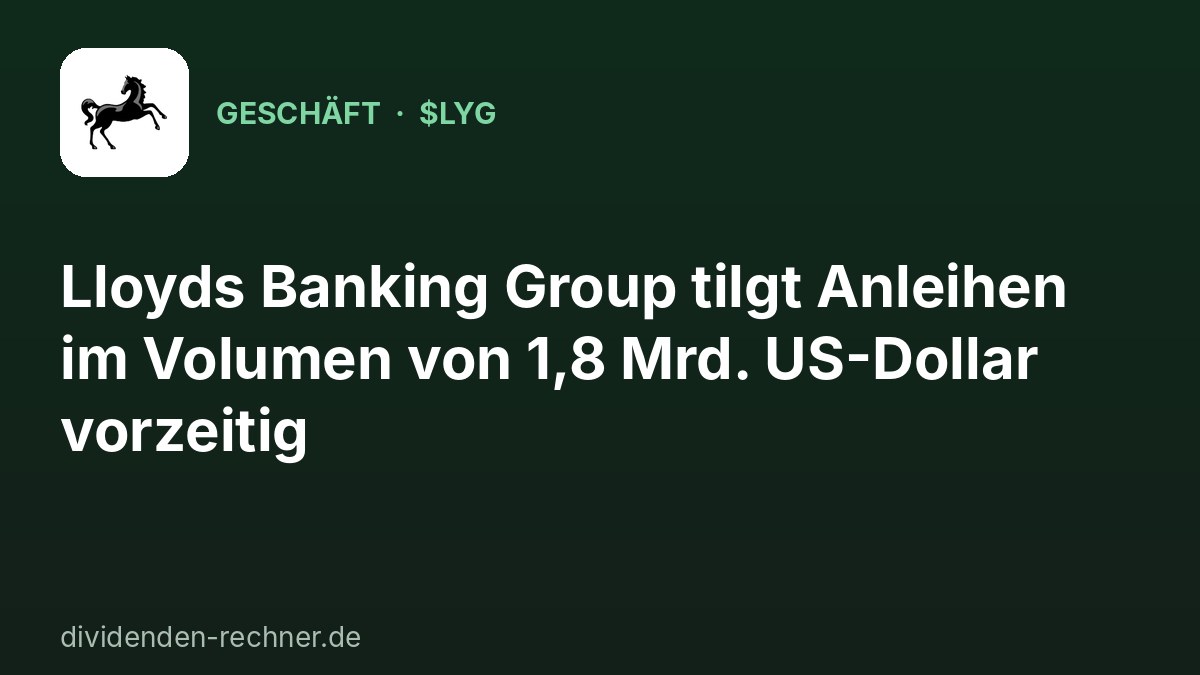 GESCHÄFT · $LYG
Lloyds Banking Group tilgt Anleihen
im Volumen von 1,8 Mrd. US-Dollar
vorzeitig
dividenden-rechner.de